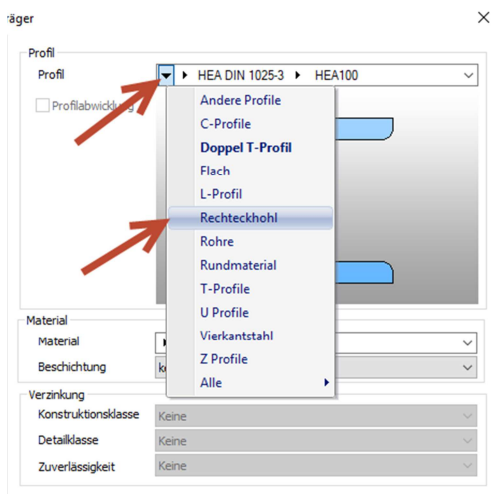 räger
Profil
Profil HEA DIN 1025-3 HEA100
Profilabwicklung
Andere Profile
C-Profile
Doppel T-Profil
Flach
L-Profil
Rechteckhohl
Rohre
Rundmaterial
T-Profile
U Profile
Vierkantstahl
Z Profile
Alle
Material
Material
Beschichtung
Verzinkung
Konstruktionsklasse Keine
Detailklasse Keine
Zuverlässigkeit Keine